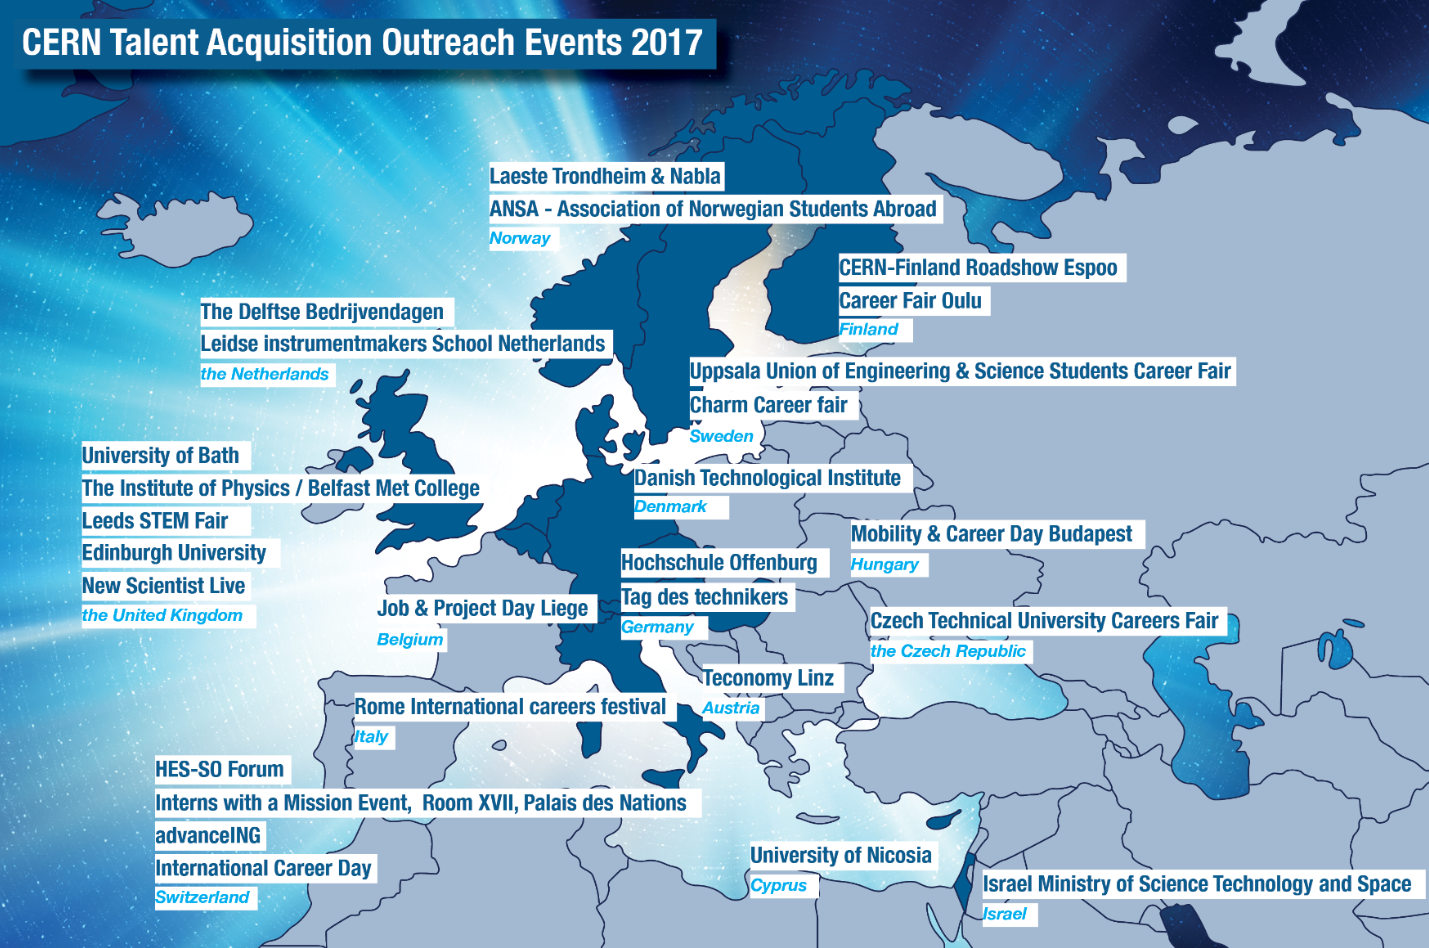 CERN Talent Acquisition Outreach Events 2017
Laeste Trondheim & Nabla
ANSA - Association of Norwegian Students Abroad
Norway
CERN-Finland Roadshow Espoo
Career Fair Oulu
Finland
The Delftse Bedrijvendagen
Leidse instrumentmakers School Netherlands
the Netherlands
Uppsala Union of Engineering & Science Students Career Fair
Charm Career fair
Sweden
University of Bath
The Institute of Physics / Belfast Met College
Leeds STEM Fair
Edinburgh University
New Scientist Live
the United Kingdom
Danish Technological Institute
Denmark
Mobility & Career Day Budapest
Hungary
Hochschule Offenburg
Tag des technikers
Germany
Job & Project Day Liege
Belgium
Czech Technical University Careers Fair
the Czech Republic
Teconomy Linz
Austria
Rome International careers festival
Italy
HES-SO Forum
Interns with a Mission Event, Room XVII, Palais des Nations
advanceING
International Career Day
Switzerland
University of Nicosia
Cyprus
Israel Ministry of Science Technology and Space
Israel